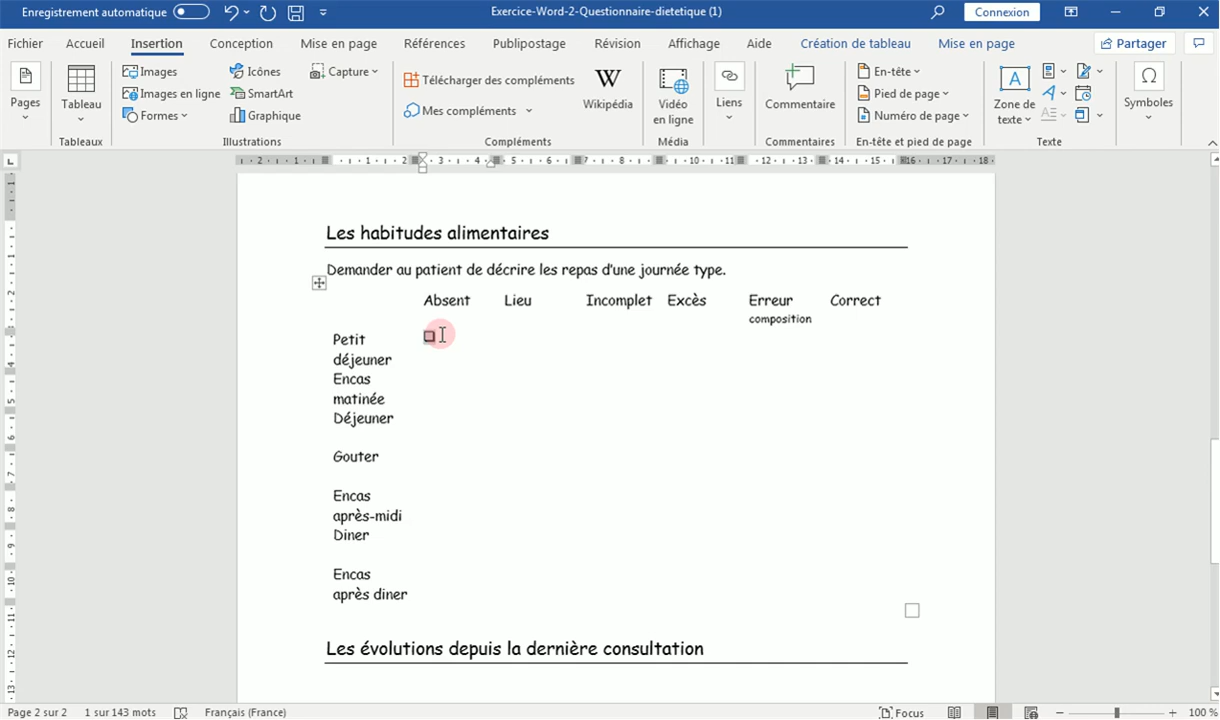 Enregistrement automatique
Exercice-Word-2-Questionnaire-dietetique (1)
Connexion
Fichier Accueil Insertion Conception Mise en page Références Publipostage Révision Affichage Aide Création de tableau Mise en page Partager
Pages
Tableau
Tableaux
Images
Images en ligne
Formes
Icônes
SmartArt
Graphique
Capture
Illustrations
Télécharger des compléments
Mes compléments
W
Wikipédia
Compléments
Vidéo
en ligne
Média
Liens
Commentaire
Commentaires
En-tête
Pied de page
Numéro de page
En-tête et pied de page
A
Zone de
texte
Texte
Ω
Symboles
Les habitudes alimentaires
Demander au patient de décrire les repas d'une journée type.
Absent Lieu Incomplet Excès Erreur Correct
composition
Petit
déjeuner
Encas
matinée
Déjeuner
Gouter
Encas
après-midi
Diner
Encas
après diner
Les évolutions depuis la dernière consultation
Page 2 sur 2 1 sur 143 mots Français (France) Focus 100 %